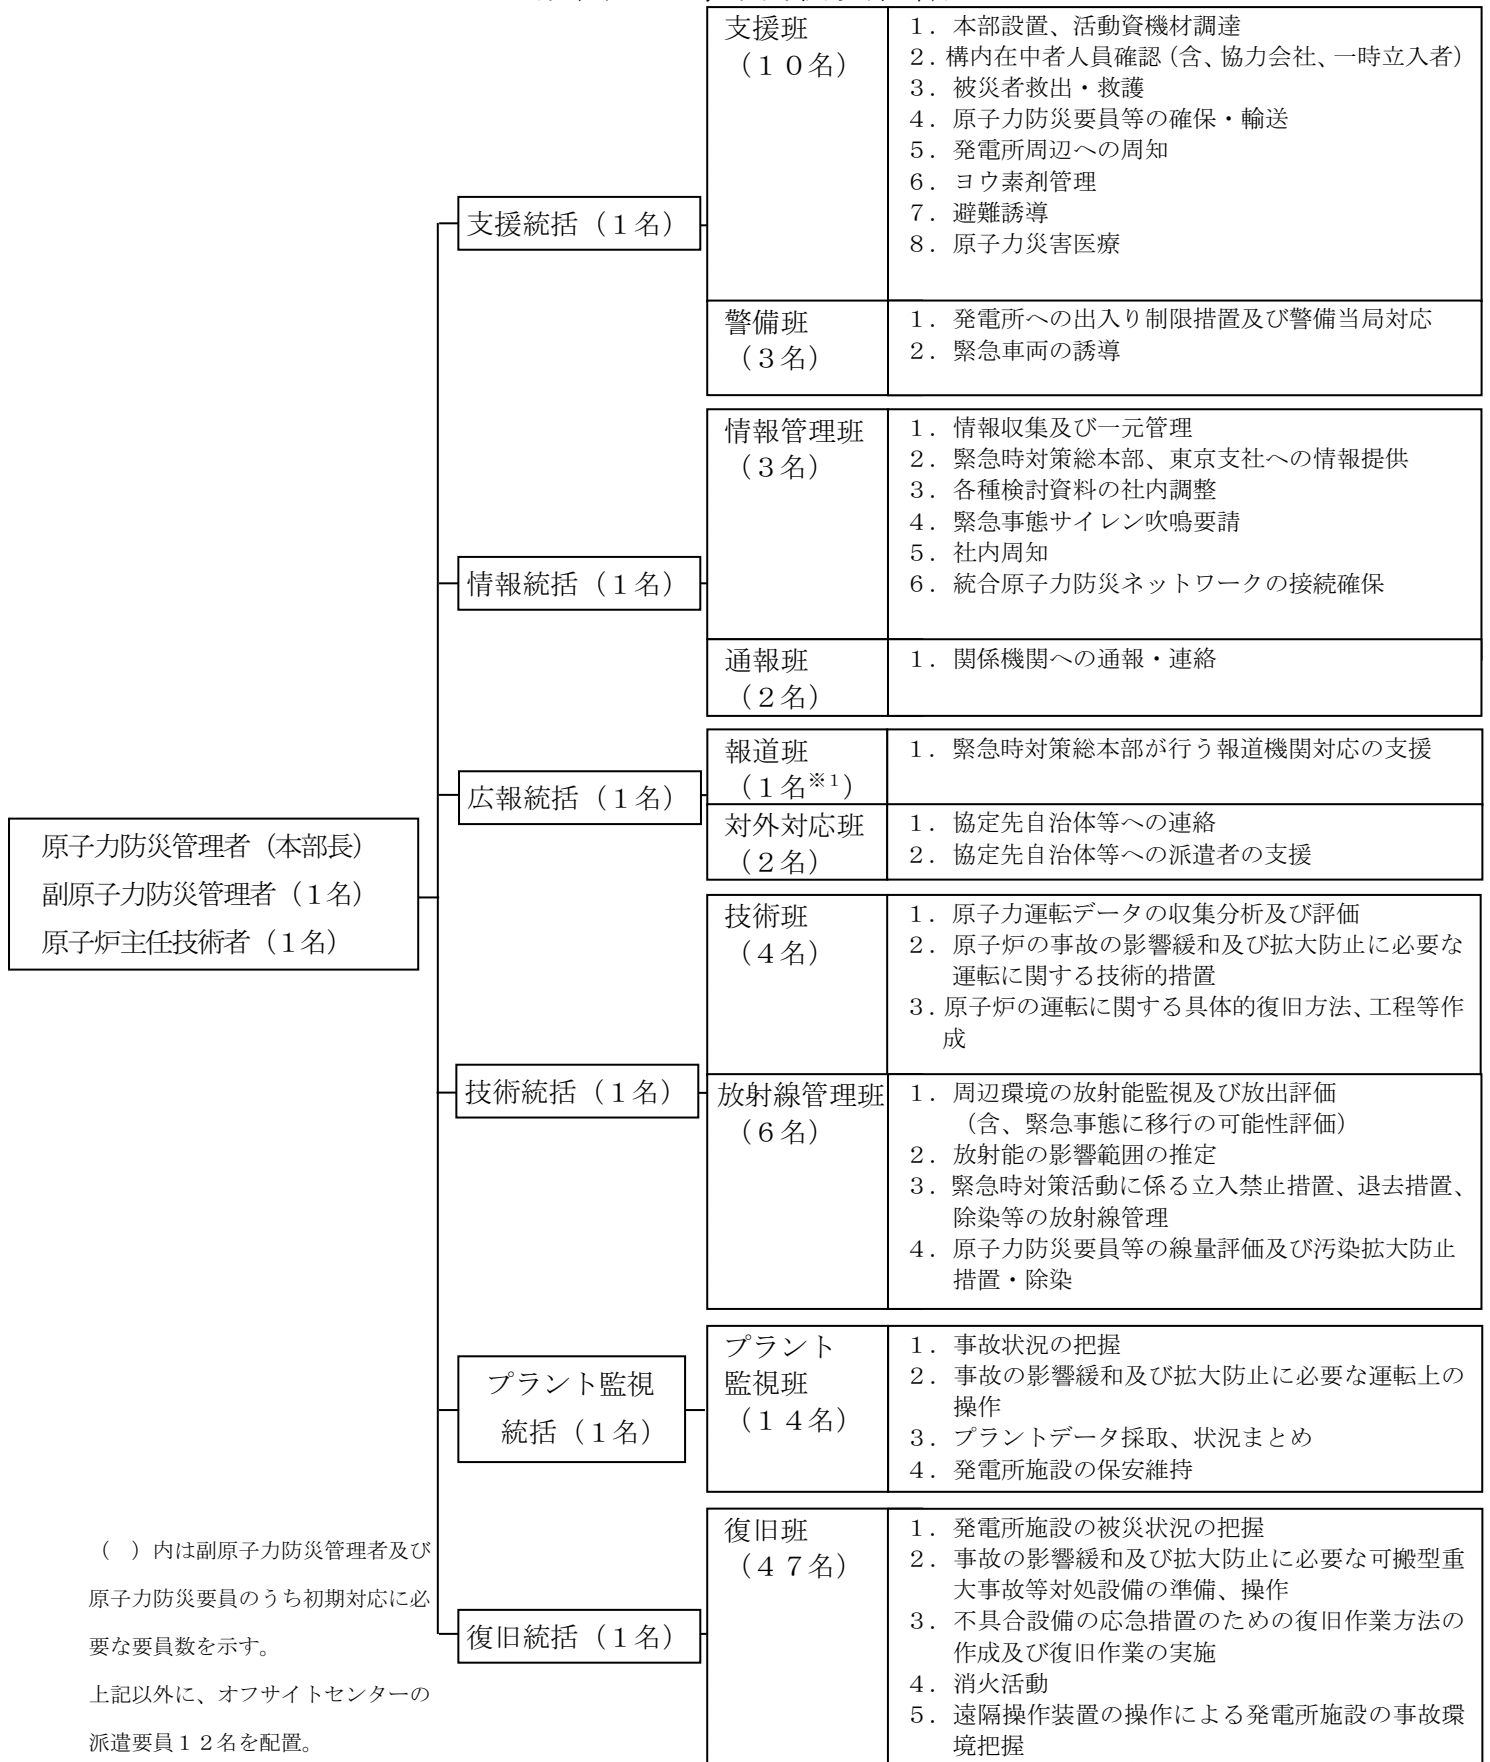 支援班
（１０名）
１．本部設置、活動資機材調達
２．構内在中者人員確認（含、協力会社、一時立入者）
３．被災者救出・救護
４．原子力防災要員等の確保・輸送
５．発電所周辺への周知
６．ヨウ素剤管理
７．避難誘導
８．原子力災害医療
支援統括（１名）
警備班
（３名）
１．発電所への出入り制限措置及び警備当局対応
２．緊急車両の誘導
情報管理班
（３名）
１．情報収集及び一元管理
２．緊急時対策総本部、東京支社への情報提供
３．各種検討資料の社内調整
４．緊急事態サイレン吹鳴要請
５．社内周知
６．統合原子力防災ネットワークの接続確保
情報統括（１名）
通報班
（２名）
１．関係機関への通報・連絡
報道班
（１名※１）
１．緊急時対策総本部が行う報道機関対応の支援
広報統括（１名）
対外対応班
（２名）
１．協定先自治体等への連絡
２．協定先自治体等への派遣者の支援
原子力防災管理者（本部長）
副原子力防災管理者（１名）
原子炉主任技術者（１名）
技術班
（４名）
１．原子力運転データの収集分析及び評価
２．原子炉の事故の影響緩和及び拡大防止に必要な
運転に関する技術的措置
３．原子炉の運転に関する具体的復旧方法、工程等作
成
技術統括（１名）
放射線管理班
（６名）
１．周辺環境の放射能監視及び放出評価
（含、緊急事態に移行の可能性評価）
２．放射能の影響範囲の推定
３．緊急時対策活動に係る立入禁止措置、退去措置、
除染等の放射線管理
４．原子力防災要員等の線量評価及び汚染拡大防止
措置・除染
プラント監視
統括（１名）
プラント
監視班
（１４名）
１．事故状況の把握
２．事故の影響緩和及び拡大防止に必要な運転上の
操作
３．プラントデータ採取、状況まとめ
４．発電所施設の保安維持
復旧班
（４７名）
１．発電所施設の被災状況の把握
２．事故の影響緩和及び拡大防止に必要な可搬型重
大事故等対処設備の準備、操作
３．不具合設備の応急措置のための復旧作業方法の
作成及び復旧作業の実施
４．消火活動
５．遠隔操作装置の操作による発電所施設の事故環
境把握
復旧統括（１名）
（　）内は副原子力防災管理者及び
原子力防災要員のうち初期対応に必
要な要員数を示す。
上記以外に、オフサイトセンターの
派遣要員１２名を配置。